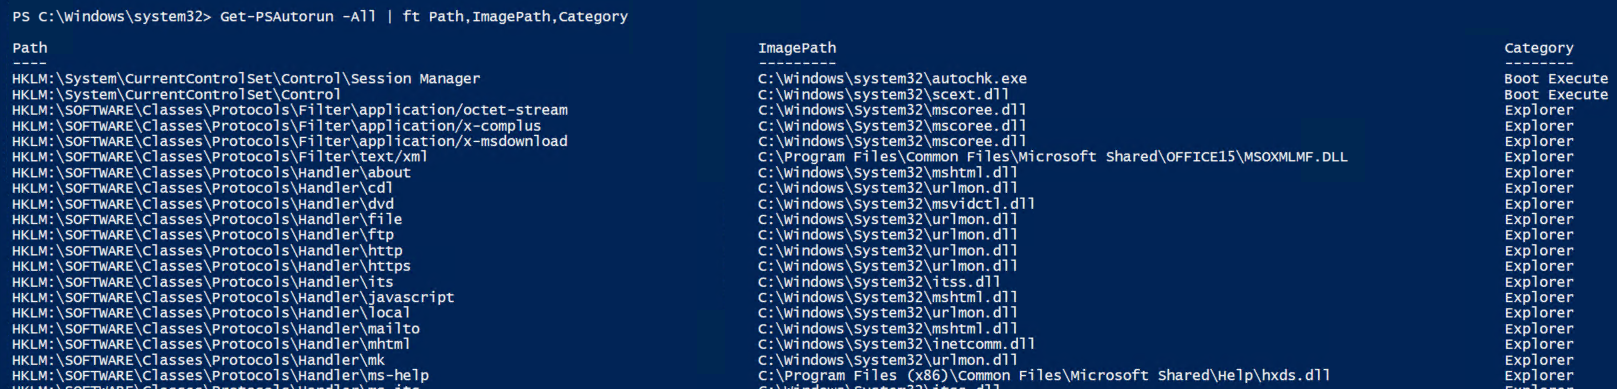 PS C:\Windows\system32> Get-PSAutorun -All | ft Path,ImagePath,Category
Path ImagePath Category
---- --------- --------
HKLM:\System\CurrentControlSet\Control\Session Manager C:\Windows\system32\autochk.exe Boot Execute
HKLM:\System\CurrentControlSet\Control C:\Windows\system32\scext.dll Boot Execute
HKLM:\SOFTWARE\Classes\Protocols\Filter\application/octet-stream C:\Windows\System32\mscoree.dll Explorer
HKLM:\SOFTWARE\Classes\Protocols\Filter\application/x-complus C:\Windows\System32\mscoree.dll Explorer
HKLM:\SOFTWARE\Classes\Protocols\Filter\application/x-msdownload C:\Windows\System32\mscoree.dll Explorer
HKLM:\SOFTWARE\Classes\Protocols\Filter\text/xml C:\Program Files\Common Files\Microsoft Shared\OFFICE15\MSOXMLMF.DLL Explorer
HKLM:\SOFTWARE\Classes\Protocols\Handler\about C:\Windows\System32\mshtml.dll Explorer
HKLM:\SOFTWARE\Classes\Protocols\Handler\cdl C:\Windows\System32\urlmon.dll Explorer
HKLM:\SOFTWARE\Classes\Protocols\Handler\dvd C:\Windows\System32\msvidctl.dll Explorer
HKLM:\SOFTWARE\Classes\Protocols\Handler\file C:\Windows\System32\urlmon.dll Explorer
HKLM:\SOFTWARE\Classes\Protocols\Handler\ftp C:\Windows\System32\urlmon.dll Explorer
HKLM:\SOFTWARE\Classes\Protocols\Handler\http C:\Windows\System32\urlmon.dll Explorer
HKLM:\SOFTWARE\Classes\Protocols\Handler\https C:\Windows\System32\urlmon.dll Explorer
HKLM:\SOFTWARE\Classes\Protocols\Handler\its C:\Windows\System32\itss.dll Explorer
HKLM:\SOFTWARE\Classes\Protocols\Handler\javascript C:\Windows\System32\mshtml.dll Explorer
HKLM:\SOFTWARE\Classes\Protocols\Handler\local C:\Windows\System32\urlmon.dll Explorer
HKLM:\SOFTWARE\Classes\Protocols\Handler\mailto C:\Windows\System32\mshtml.dll Explorer
HKLM:\SOFTWARE\Classes\Protocols\Handler\mhtml C:\Windows\System32\inetcomm.dll Explorer
HKLM:\SOFTWARE\Classes\Protocols\Handler\mk C:\Windows\System32\urlmon.dll Explorer
HKLM:\SOFTWARE\Classes\Protocols\Handler\ms-help C:\Program Files (x86)\Common Files\Microsoft Shared\Help\hxds.dll Explorer